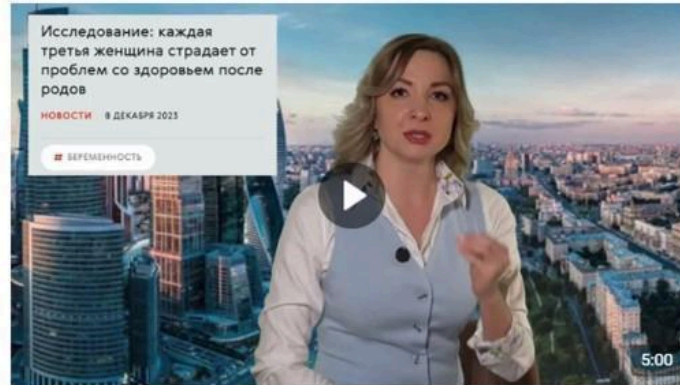 Исследование: каждая
третья женщина страдает от
проблем со здоровьем после
родов
НОВОСТИ 8 ДЕКАБРЯ 2023
# БЕРЕМЕННОСТЬ
5:00